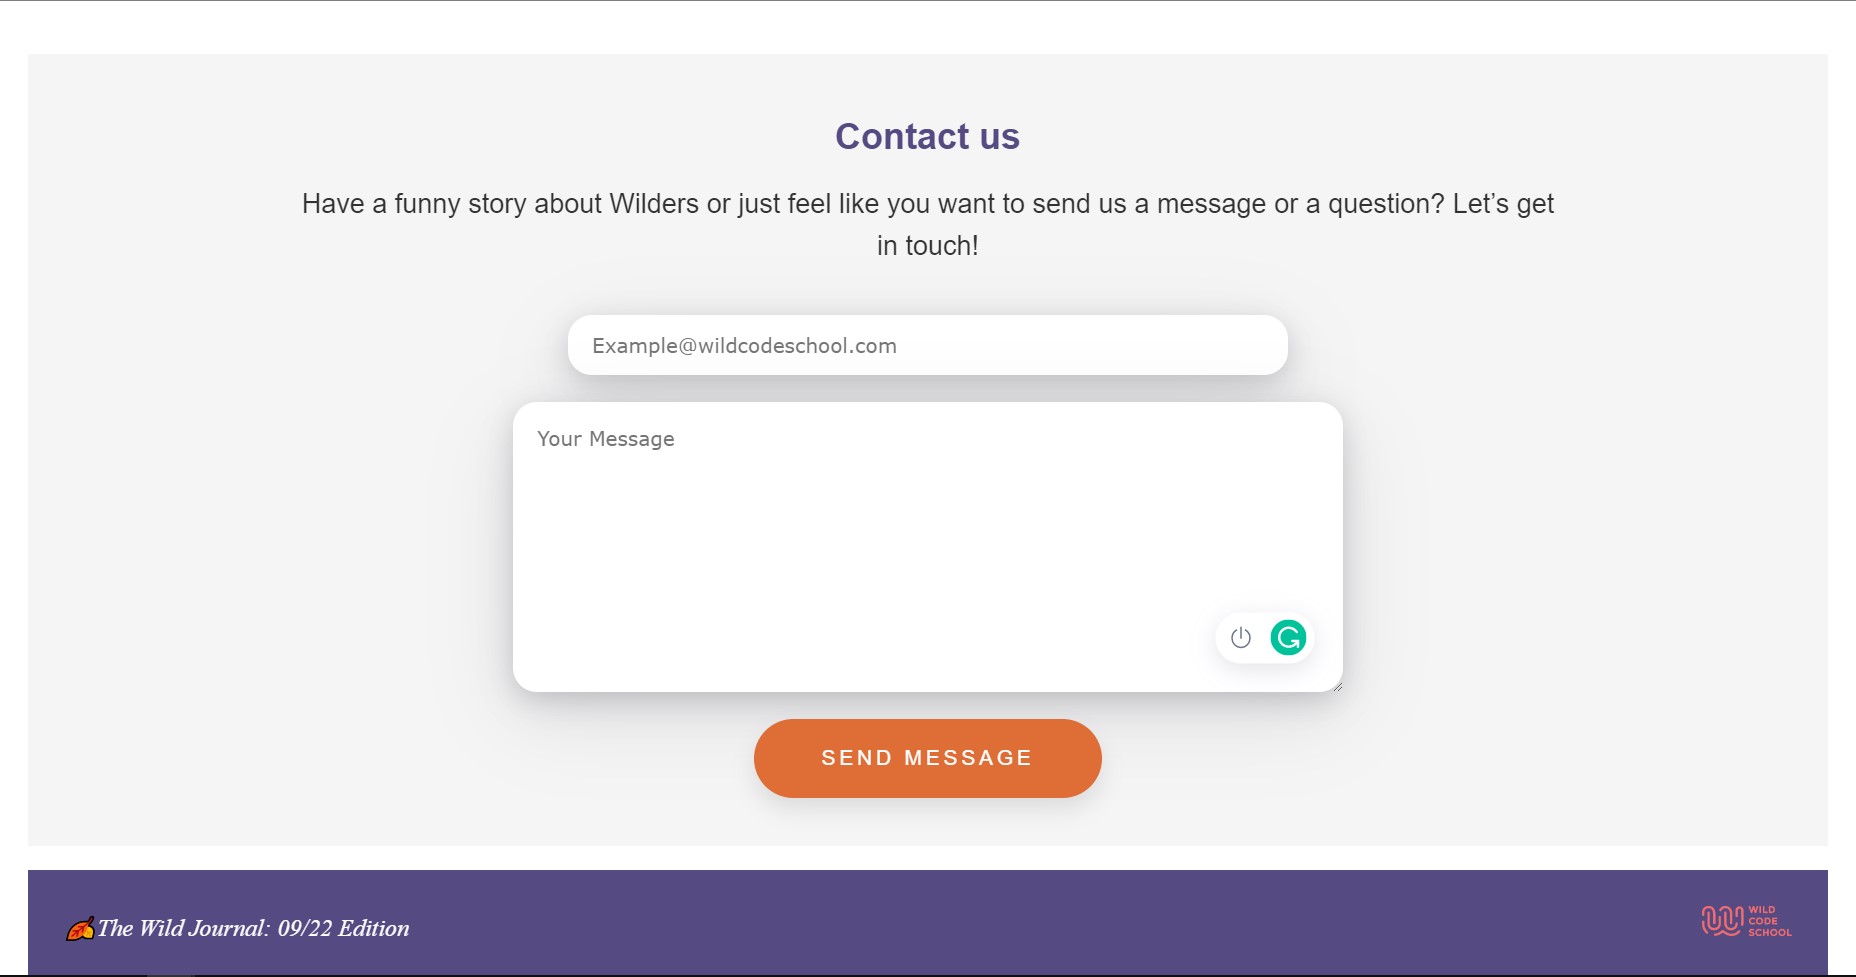 Contact us
Have a funny story about Wilders or just feel like you want to send us a message or a question? Let’s get
in touch!
Example@wildcodeschool.com
Your Message
SEND MESSAGE
The Wild Journal: 09/22 Edition
WILD
CODE
SCHOOL